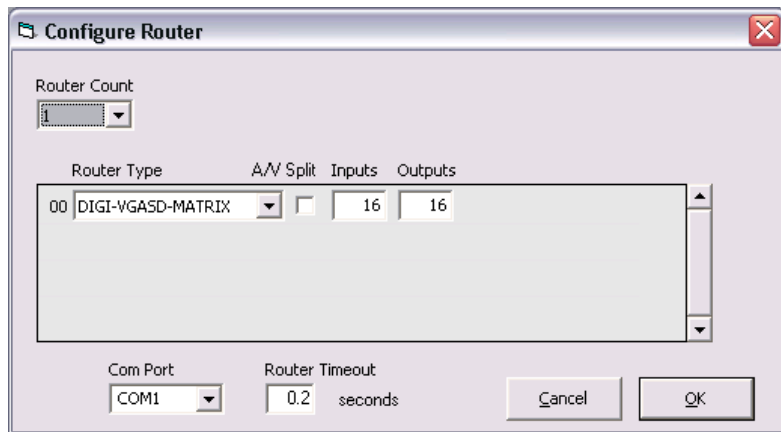 Configure Router
Router Count
1
Router Type A/V Split Inputs Outputs
00 DIGI-VGASD-MATRIX 16 16
Com Port Router Timeout
COM1 0.2 seconds Cancel OK